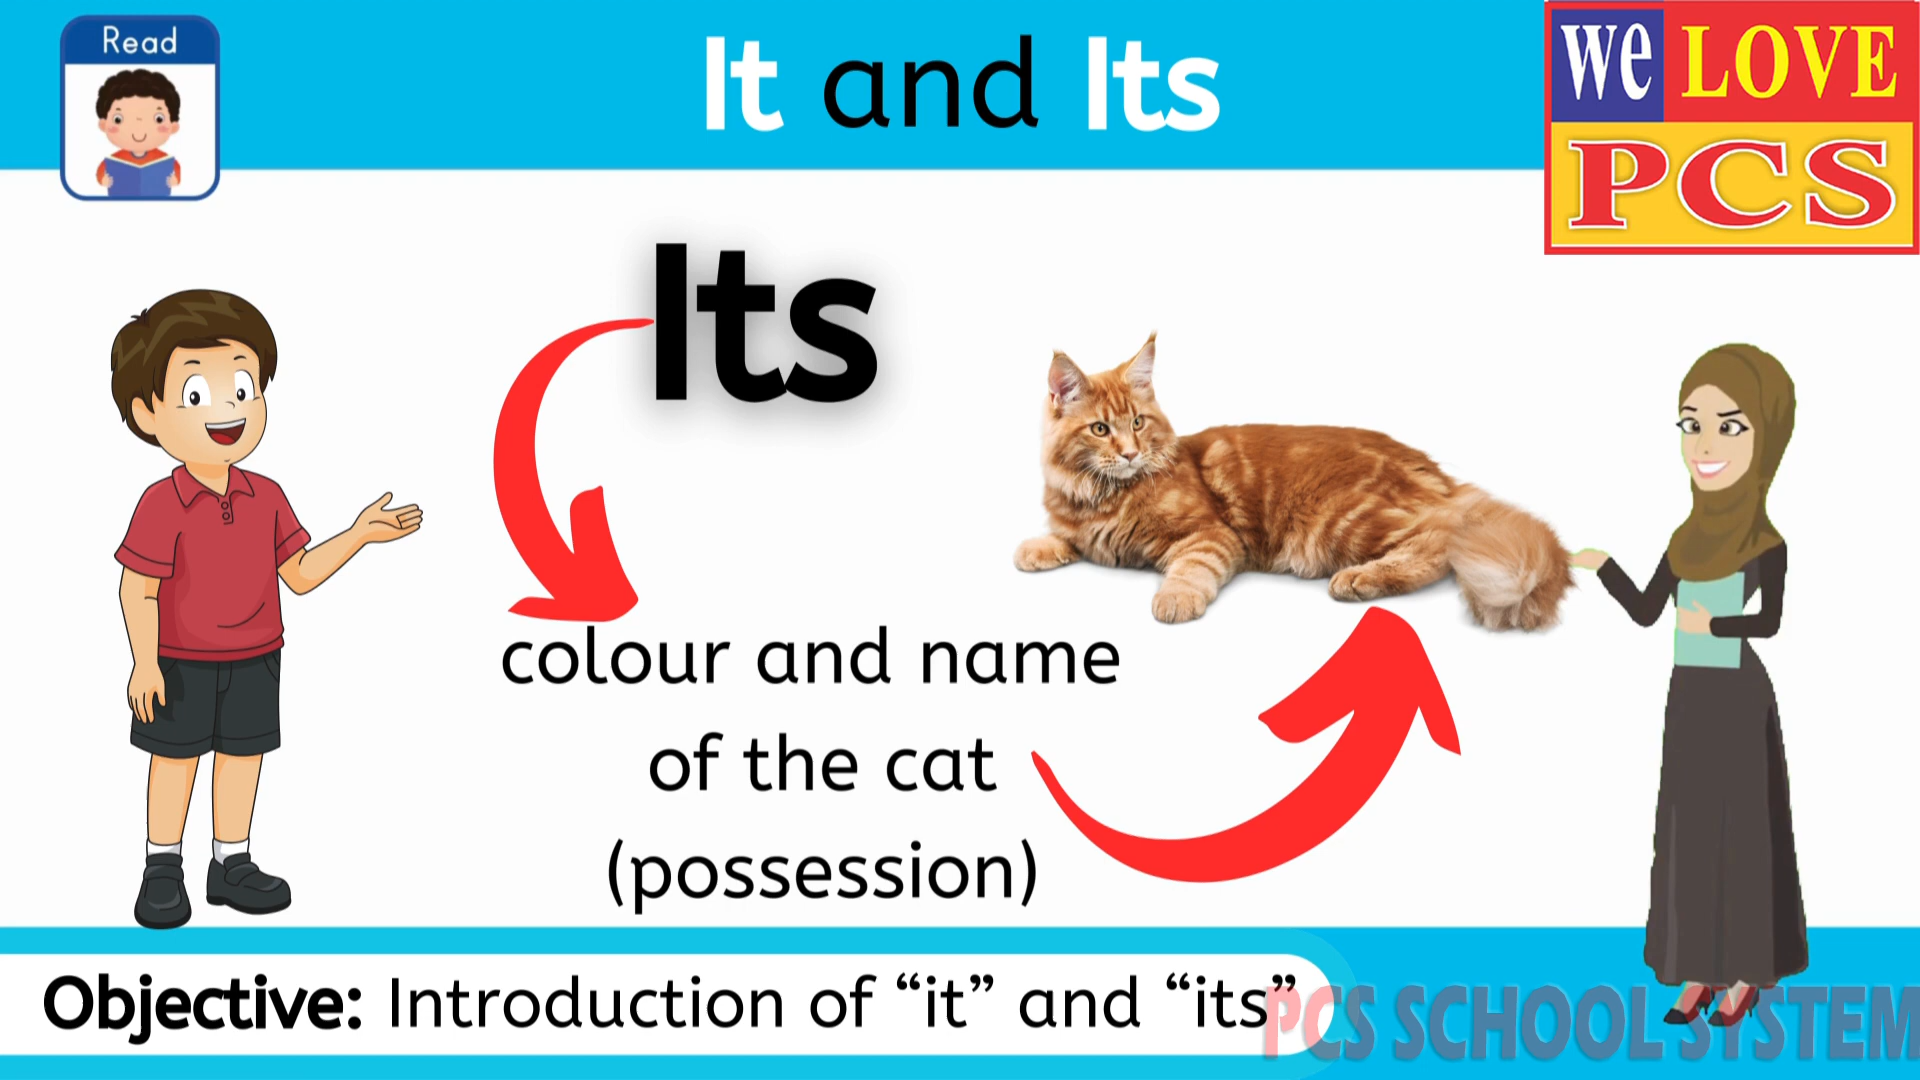 Read
It and Its
We LOVE
PCS
Its
colour and name
of the cat
(possession)
Objective: Introduction of “it” and “its”
PCS SCHOOL SYSTEM